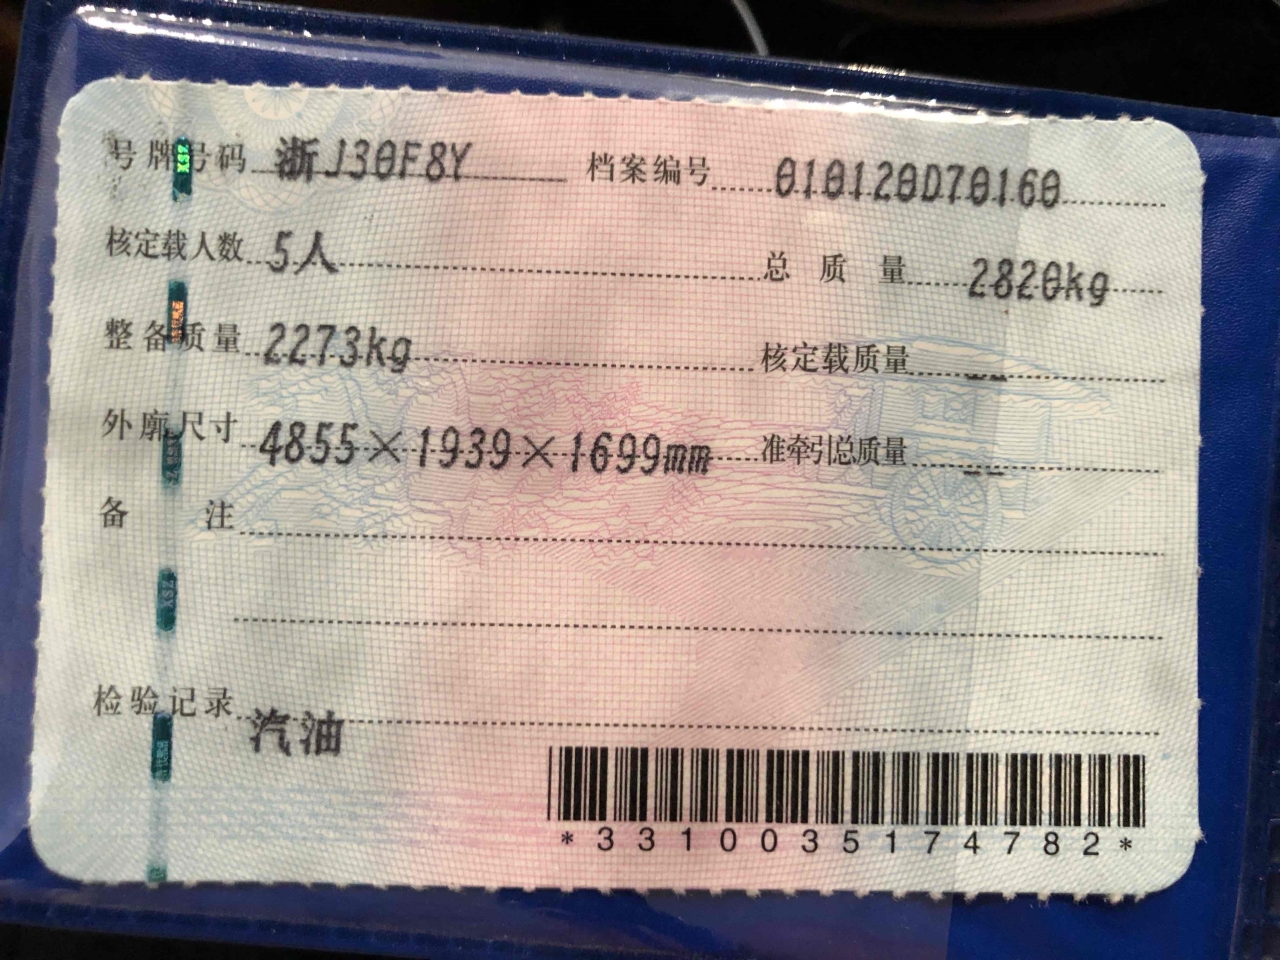 号牌号码 浙J30F8Y 档案编号 010120D70160
核定载人数 5人 总质量 2820kg
整备质量 2273kg 核定载质量 --
外廓尺寸 4855×1939×1699mm 准牵引总质量 --
备注
检验记录 汽油
*3310035174782*
XSZ
XSZ